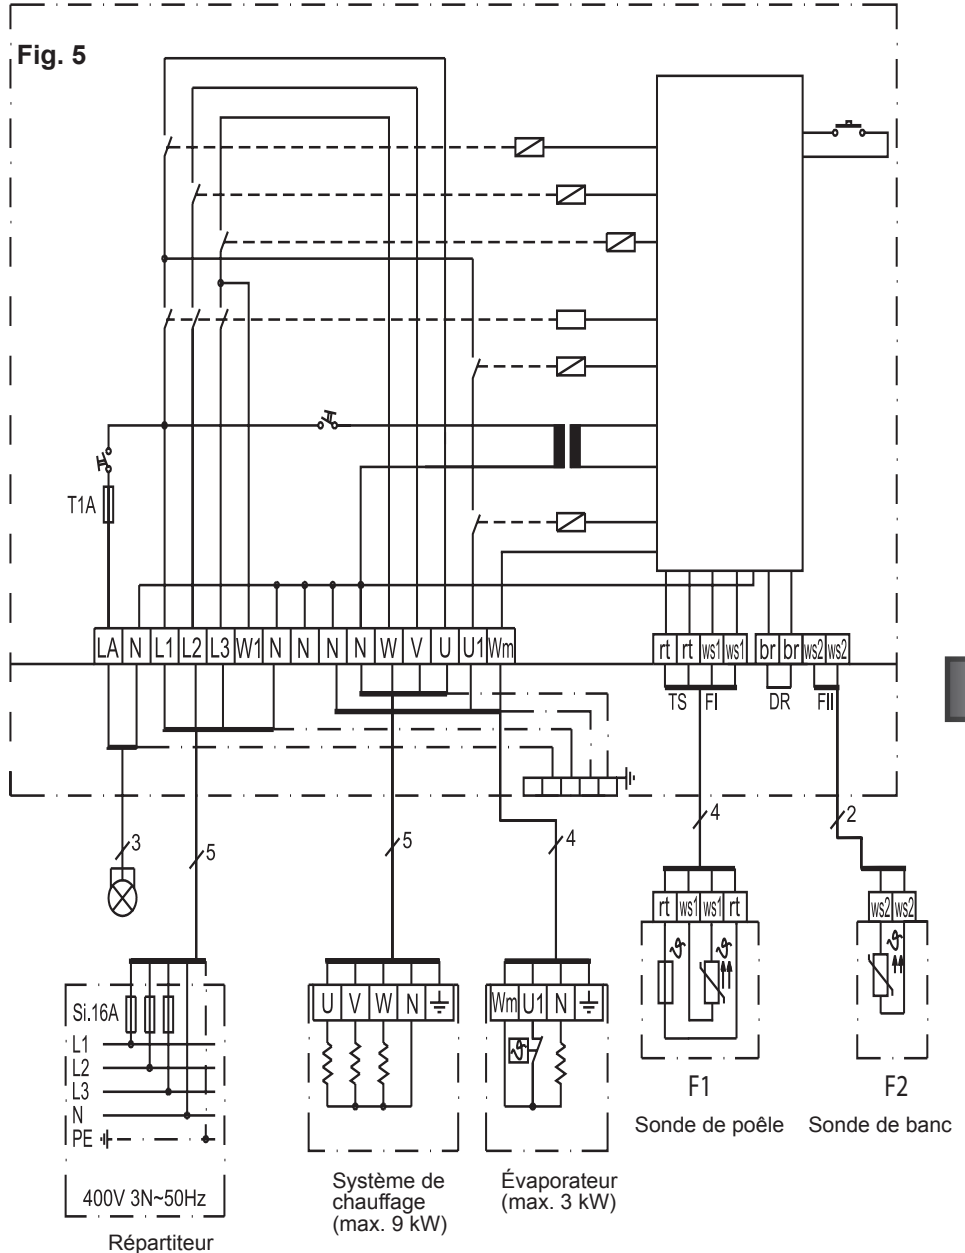 Fig. 5
T1A
LA N L1 L2 L3 W1 N N N N W V U U1 Wm
rt rt ws1 ws1 br br ws2 ws2
TS FI DR FII
3 5 5 4 4 2
rt ws1 ws1 rt
ws2 ws2
ϑ ϑ ϑ
U V W N
Wm U1 N
ϑ
Si.16A
L1
L2
L3
N
PE
400V 3N~50Hz
Répartiteur
Système de
chauffage
(max. 9 kW)
Évaporateur
(max. 3 kW)
F1
Sonde de poêle
F2
Sonde de banc